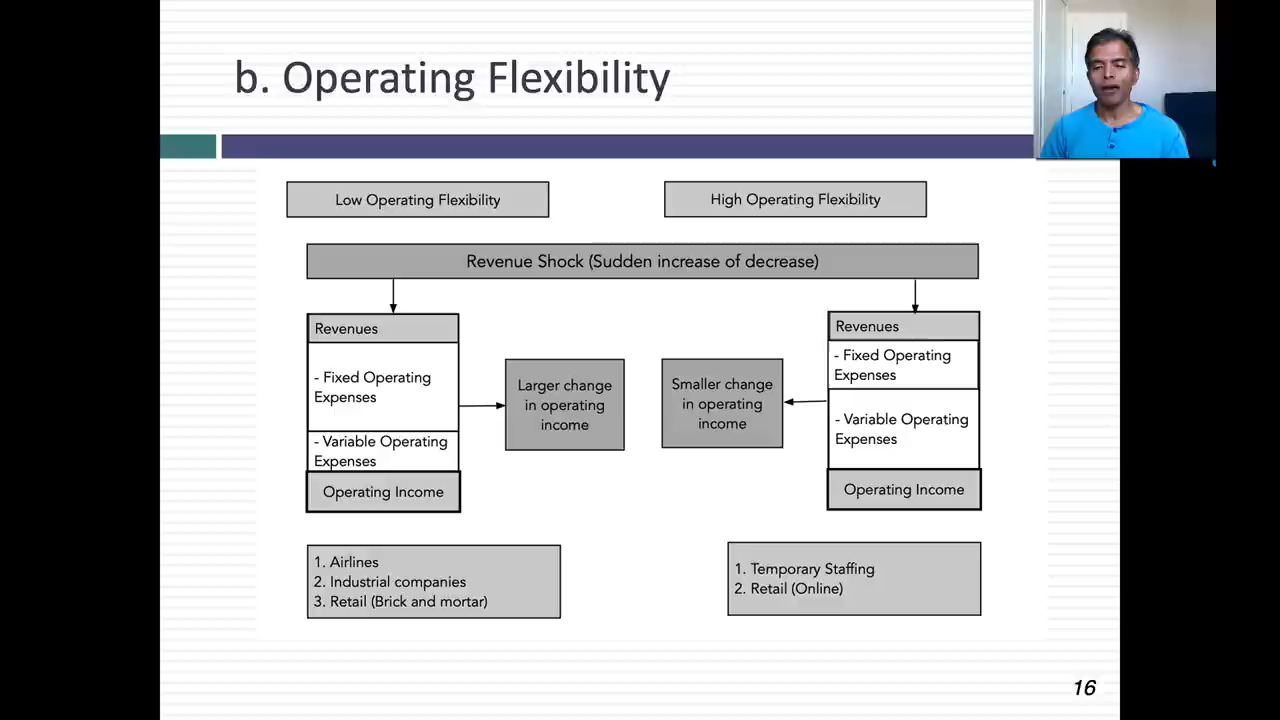 b. Operating Flexibility
Low Operating Flexibility
High Operating Flexibility
Revenue Shock (Sudden increase of decrease)
Revenues
- Fixed Operating
Expenses
- Variable Operating
Expenses
Operating Income
Larger change
in operating
income
Smaller change
in operating
income
Revenues
- Fixed Operating
Expenses
- Variable Operating
Expenses
Operating Income
1. Airlines
2. Industrial companies
3. Retail (Brick and mortar)
1. Temporary Staffing
2. Retail (Online)
16